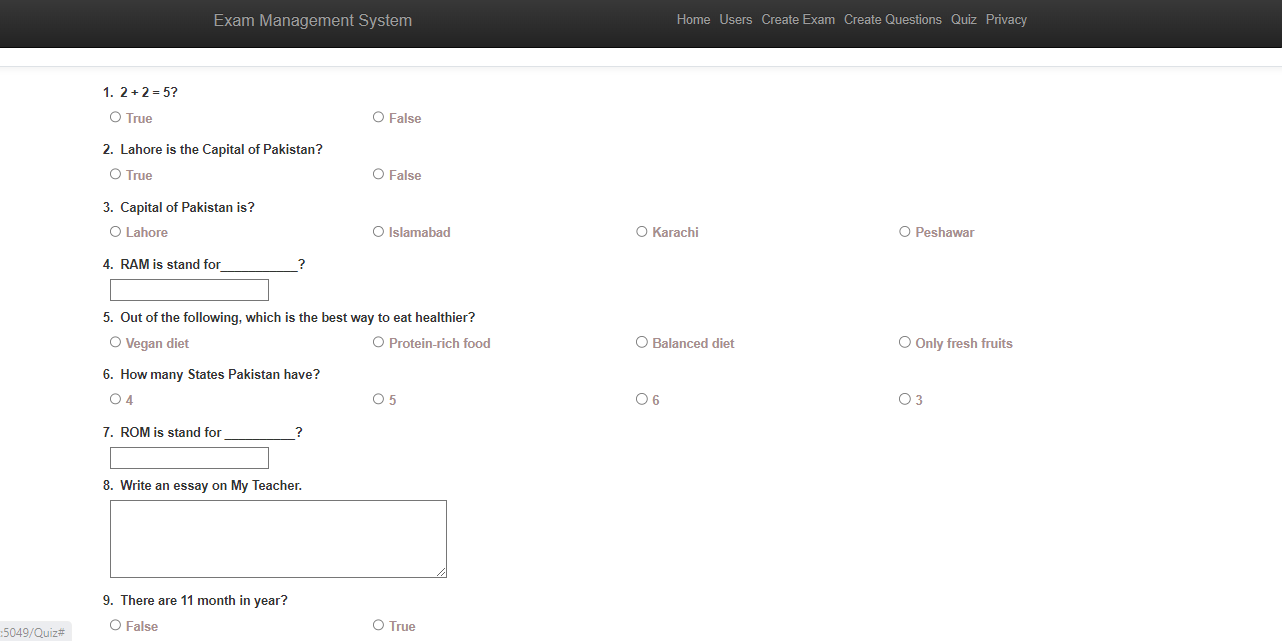 Exam Management System Home Users Create Exam Create Questions Quiz Privacy
1. 2 + 2 = 5?
True False
2. Lahore is the Capital of Pakistan?
True False
3. Capital of Pakistan is?
Lahore Islamabad Karachi Peshawar
4. RAM is stand for___________?
5. Out of the following, which is the best way to eat healthier?
Vegan diet Protein-rich food Balanced diet Only fresh fruits
6. How many States Pakistan have?
4 5 6 3
7. ROM is stand for __________?
8. Write an essay on My Teacher.
9. There are 11 month in year?
False True
:5049/Quiz#